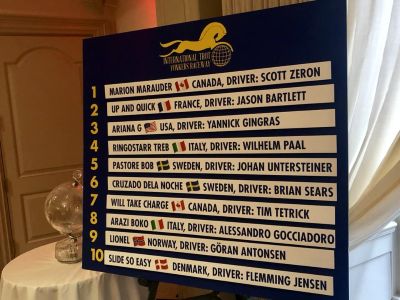 INTERNATIONAL TROT
YONKERS RACEWAY
1 MARION MARAUDER CANADA, DRIVER: SCOTT ZERON
2 UP AND QUICK FRANCE, DRIVER: JASON BARTLETT
3 ARIANA G USA, DRIVER: YANNICK GINGRAS
4 RINGOSTARR TREB ITALY, DRIVER: WILHELM PAAL
5 PASTORE BOB SWEDEN, DRIVER: JOHAN UNTERSTEINER
6 CRUZADO DELA NOCHE SWEDEN, DRIVER: BRIAN SEARS
7 WILL TAKE CHARGE CANADA, DRIVER: TIM TETRICK
8 ARAZI BOKO ITALY, DRIVER: ALESSANDRO GOCCIADORO
9 LIONEL NORWAY, DRIVER: GÖRAN ANTONSEN
10 SLIDE SO EASY DENMARK, DRIVER: FLEMMING JENSEN